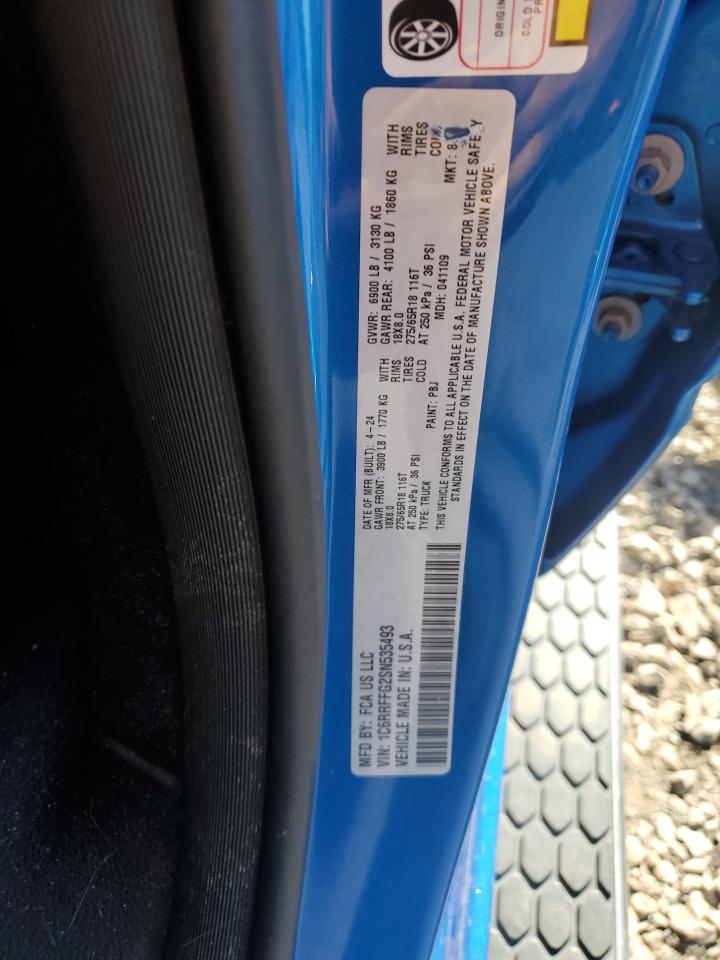 ORIGIN
COLD
MFD BY: FCA US LLC
VIN: 1C6RRFFG2SN535493
VEHICLE MADE IN: U.S.A.
DATE OF MFR (BUILT): 4-24
GAWR FRONT: 3900 LB / 1770 KG WITH
18X8.0 RIMS
275/65R18 116T TIRES
AT 250 kPa / 36 PSI COLD
TYPE: TRUCK PAINT: PBJ
GVWR: 6900 LB / 3130 KG
GAWR REAR: 4100 LB / 1860 KG WITH
18X8.0 RIMS
275/65R18 116T TIRES
AT 250 kPa / 36 PSI
MDH: 041109 MKT:
THIS VEHICLE CONFORMS TO ALL APPLICABLE U.S.A. FEDERAL MOTOR VEHICLE SAFETY
STANDARDS IN EFFECT ON THE DATE OF MANUFACTURE SHOWN ABOVE.